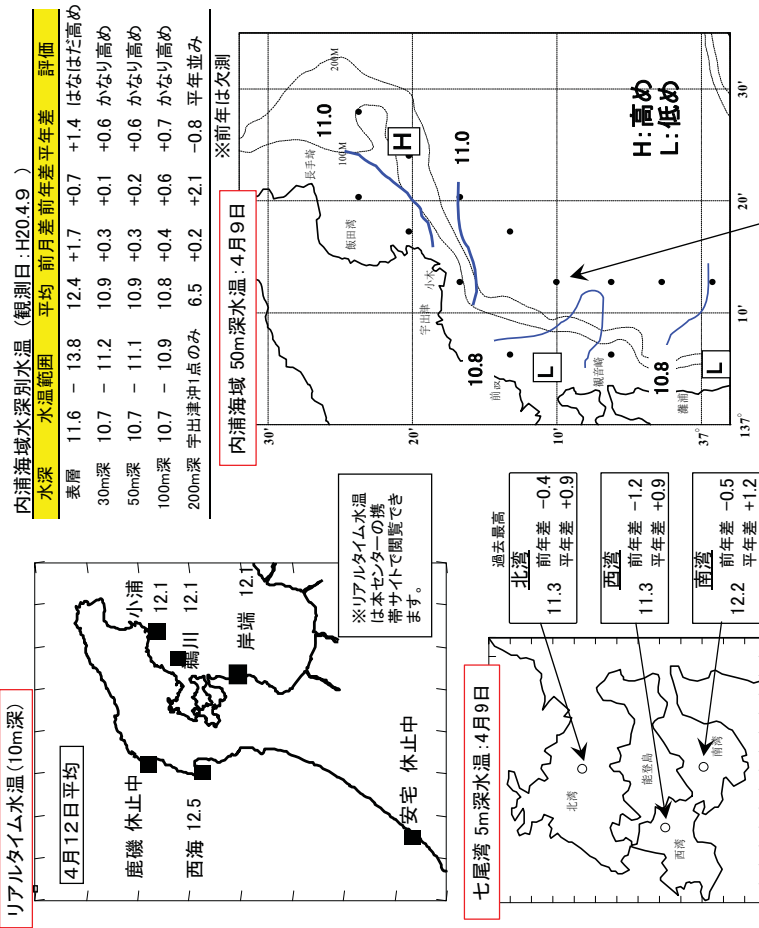 リアルタイム水温(10m深)
4月12日平均
鹿磯 休止中
西海 12.5
安宅 休止中
小浦
12.1
鵜川
12.1
岸端
12.1
※リアルタイム水温
は本センターの携
帯サイトで閲覧でき
ます。
内浦海域水深別水温（観測日:H20.4.9 ）
水深 水温範囲 平均 前月差 前年差 平年差 評価
表層 11.6 － 13.8 12.4 +1.7 +0.7 +1.4 はなはだ高め
30m深 10.7 － 11.2 10.9 +0.3 +0.1 +0.6 かなり高め
50m深 10.7 － 11.1 10.9 +0.3 +0.2 +0.6 かなり高め
100m深 10.7 － 10.9 10.8 +0.4 +0.6 +0.7 かなり高め
200m深 宇出津沖1点のみ 6.5 +0.2 +2.1 −0.8 平年並み
※前年は欠測
七尾湾 5m深水温:4月9日
北湾
能登島
西湾
南湾
過去最高
北湾
11.3 前年差 −0.4
平年差 +0.9
西湾
11.3 前年差 −1.2
平年差 +0.9
南湾
12.2 前年差 −0.5
平年差 +1.2
内浦海域 50m深水温:4月9日
30'
20'
10'
37°
137°
10'
20'
30'
長手埼
飯田湾
小木
宇出津
前波
観音崎
灘浦
100M
200M
11.0
11.0
10.8
10.8
H
L
L
H:高め
L:低め